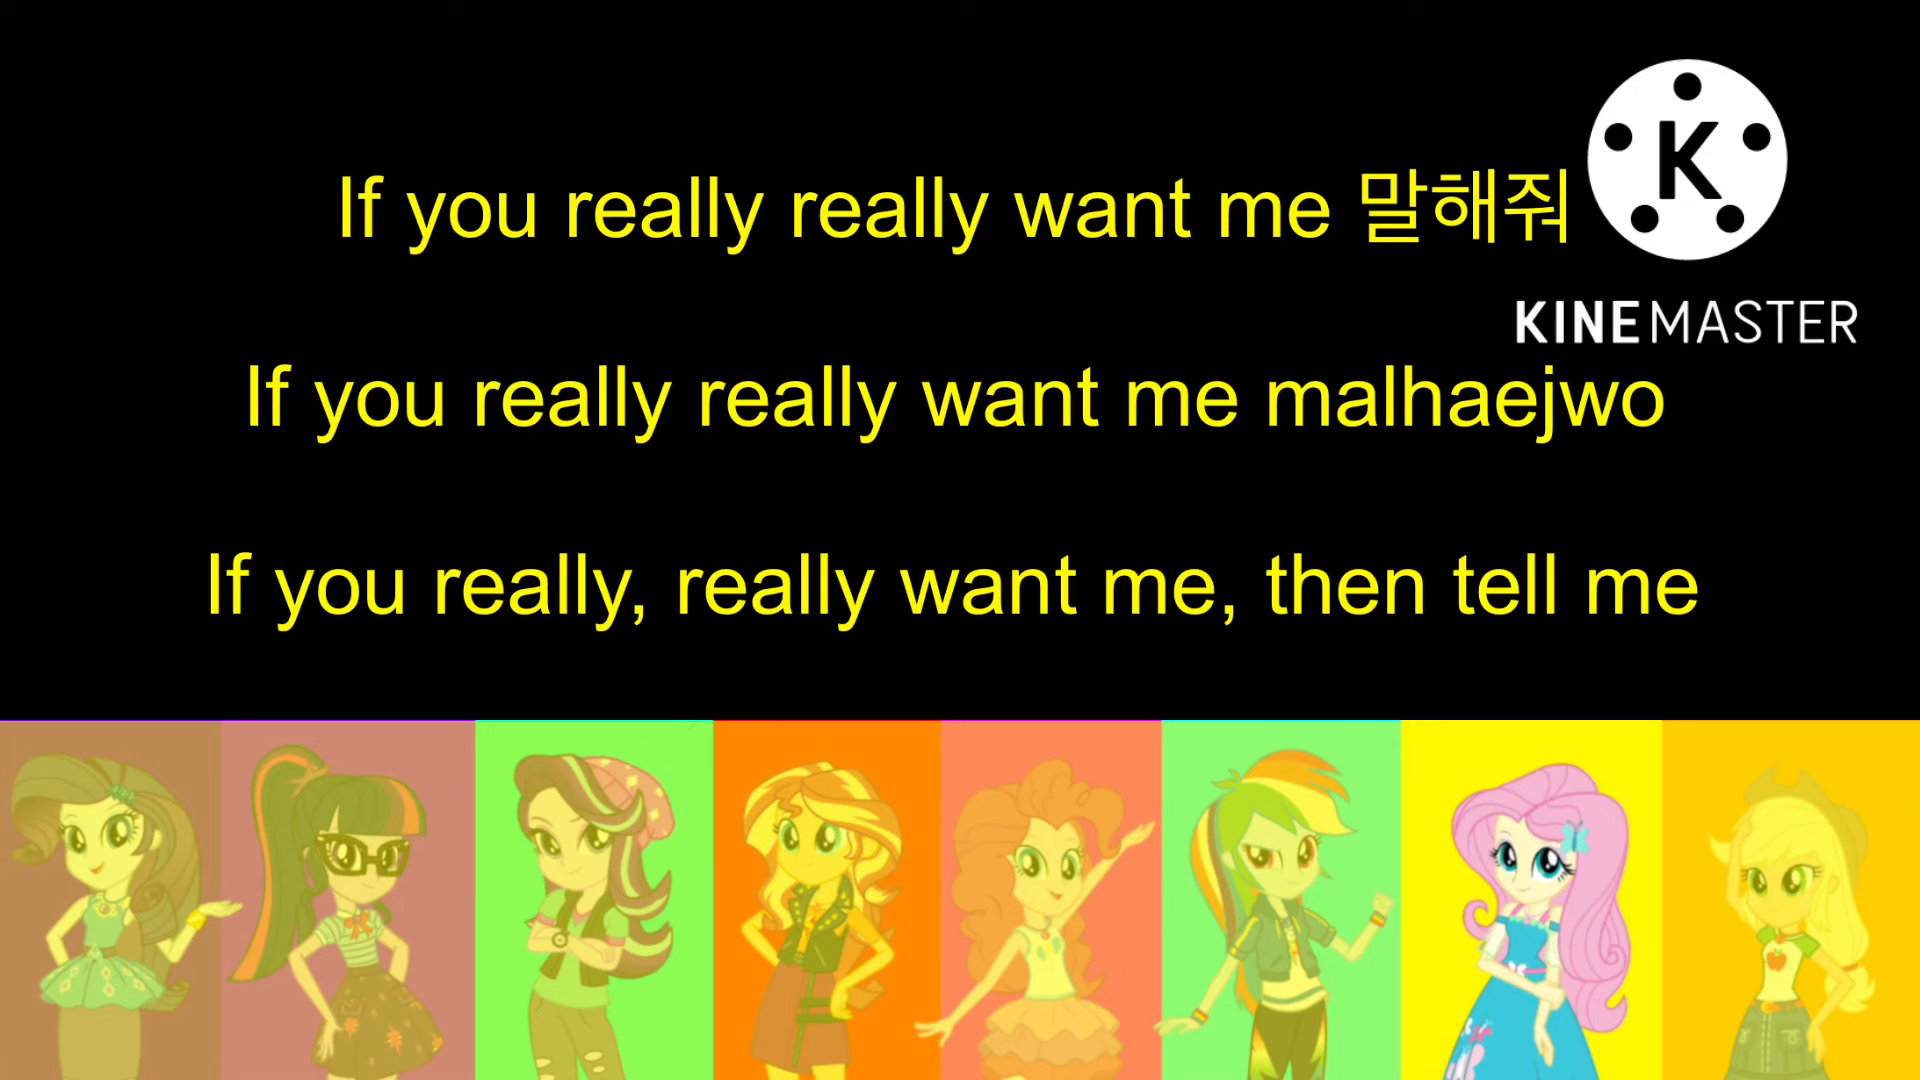 If you really really want me 말해줘
K
KINEMASTER
If you really really want me malhaejwo
If you really, really want me, then tell me